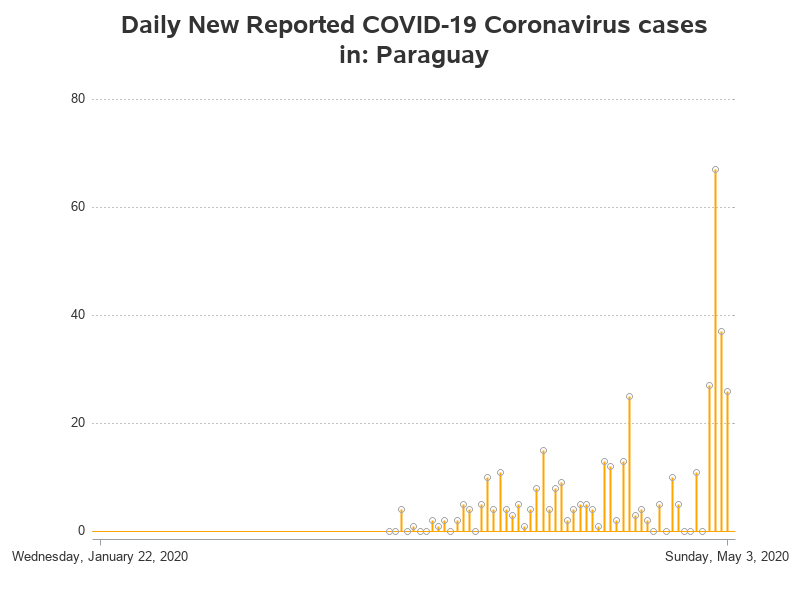 Daily New Reported COVID-19 Coronavirus cases
in: Paraguay
80
60
40
20
0
Wednesday, January 22, 2020
Sunday, May 3, 2020